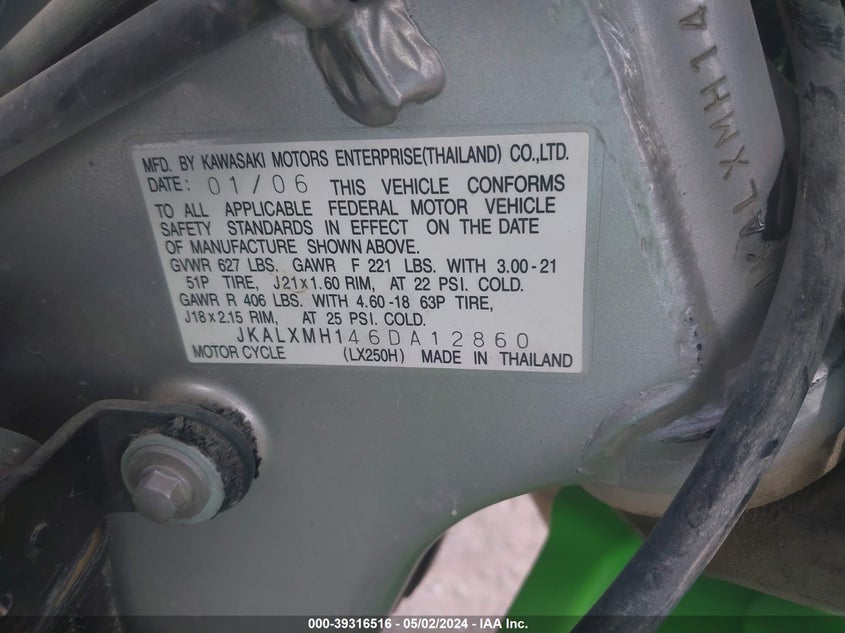 MFD. BY KAWASAKI MOTORS ENTERPRISE(THAILAND) CO.,LTD.
DATE: 01/06 THIS VEHICLE CONFORMS
TO ALL APPLICABLE FEDERAL MOTOR VEHICLE
SAFETY STANDARDS IN EFFECT ON THE DATE
OF MANUFACTURE SHOWN ABOVE.
GVWR 627 LBS. GAWR F 221 LBS. WITH 3.00-21
51P TIRE, J21x1.60 RIM, AT 22 PSI. COLD.
GAWR R 406 LBS. WITH 4.60-18 63P TIRE,
J18x2.15 RIM, AT 25 PSI. COLD.
JKALXMH146DA12860
MOTOR CYCLE (LX250H) MADE IN THAILAND
KALXMH14
000-39316516 - 05/02/2024 - IAA Inc.